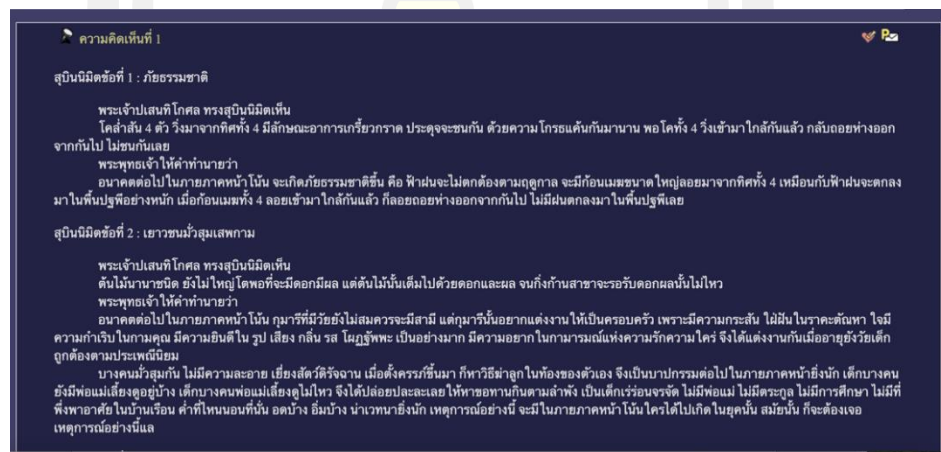 ความคิดเห็นที่ 1
สุบินนิมิตข้อที่ 1 : ภัยธรรมชาติ
พระเจ้าปเสนทิโกศล ทรงสุบินนิมิตเห็น
โคล่ำสัน 4 ตัว วิ่งมาจากทิศทั้ง 4 มีลักษณะอาการเกรี้ยวกราด ประดุจจะชนกัน ด้วยความโกรธแค้นกันมานาน พอโคทั้ง 4 วิ่งเข้ามาใกล้กันแล้ว กลับถอยห่างออก
จากกันไป ไม่ชนกันเลย
พระพุทธเจ้าให้คำทำนายว่า
อนาคตต่อไปในภายภาคหน้าโน้น จะเกิดภัยธรรมชาติขึ้น คือ ฟ้าฝนจะไม่ตกต้องตามฤดูกาล จะมีก้อนเมฆขนาดใหญ่ลอยมาจากทิศทั้ง 4 เหมือนกับฟ้าฝนจะตกลง
มาในพื้นปฐพีอย่างหนัก เมื่อก้อนเมฆทั้ง 4 ลอยเข้ามาใกล้กันแล้ว ก็ลอยถอยห่างออกจากกันไป ไม่มีฝนตกลงมาในพื้นปฐพีเลย
สุบินนิมิตข้อที่ 2 : เยาวชนมั่วสุมเสพกาม
พระเจ้าปเสนทิโกศล ทรงสุบินนิมิตเห็น
ต้นไม้นานาชนิด ยังไม่ใหญ่โตพอที่จะมีดอกมีผล แต่ต้นไม้นั้นเต็มไปด้วยดอกและผล จนกิ่งก้านสาขาจะรอรับดอกผลนั้นไม่ไหว
พระพุทธเจ้าให้คำทำนายว่า
อนาคตต่อไปในภายภาคหน้าโน้น กุมารีที่มีวัยยังไม่สมควรจะมีสามี แต่กุมารีนั้นอยากแต่งงานให้เป็นครอบครัว เพราะมีความกระสัน ใฝ่ฝันในราคะตัณหา ใจมี
ความกำเริบในกามคุณ มีความยินดีใน รูป เสียง กลิ่น รส โผฏฐัพพะ เป็นอย่างมาก มีความอยากในกามารมณ์แห่งความรักความใคร่ จึงได้แต่งงานกันเมื่ออายุยังวัยเด็ก
ถูกต้องตามประเพณีนิยม
บางคนมั่วสุมกัน ไม่มีความละอาย เยี่ยงสัตว์ดิรัจฉาน เมื่อตั้งครรภ์ขึ้นมา ก็หาวิธีฆ่าลูกในท้องของตัวเอง จึงเป็นบาปกรรมต่อไปในภายภาคหน้ายิ่งนัก เด็กบางคน
ยังมีพ่อแม่เลี้ยงดูอยู่บ้าง เด็กบางคนพ่อแม่เลี้ยงดูไม่ไหว จึงได้ปล่อยปละละเลยให้หาขอทานกินตามลำพัง เป็นเด็กเร่ร่อนจรจัด ไม่มีพ่อแม่ ไม่มีตระกูล ไม่มีการศึกษา ไม่มีที่
พึ่งพาอาศัยในบ้านเรือน ค่ำที่ไหนนอนที่นั่น อดบ้าง อิ่มบ้าง น่าเวทนายิ่งนัก เหตุการณ์อย่างนี้ จะมีในภายภาคหน้าโน้นใครได้ไปเกิดในยุคนั้น สมัยนั้น ก็จะต้องเจอ
เหตุการณ์อย่างนี้แล